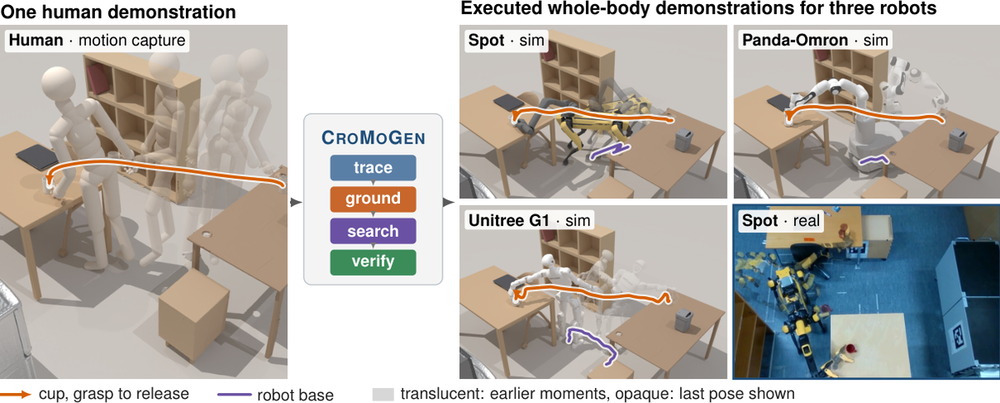 One human demonstration
Human · motion capture
CROMOGEN
trace
ground
search
verify
Executed whole-body demonstrations for three robots
Spot · sim
Panda-Omron · sim
Unitree G1 · sim
Spot · real
cup, grasp to release
robot base
translucent: earlier moments, opaque: last pose shown